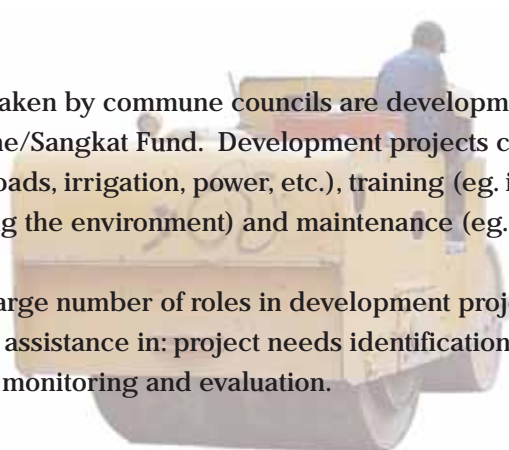 aken by commune councils are developm
ne/Sangkat Fund. Development projects c
oads, irrigation, power, etc.), training (eg. i
g the environment) and maintenance (eg.
arge number of roles in development proj
assistance in: project needs identification
monitoring and evaluation.